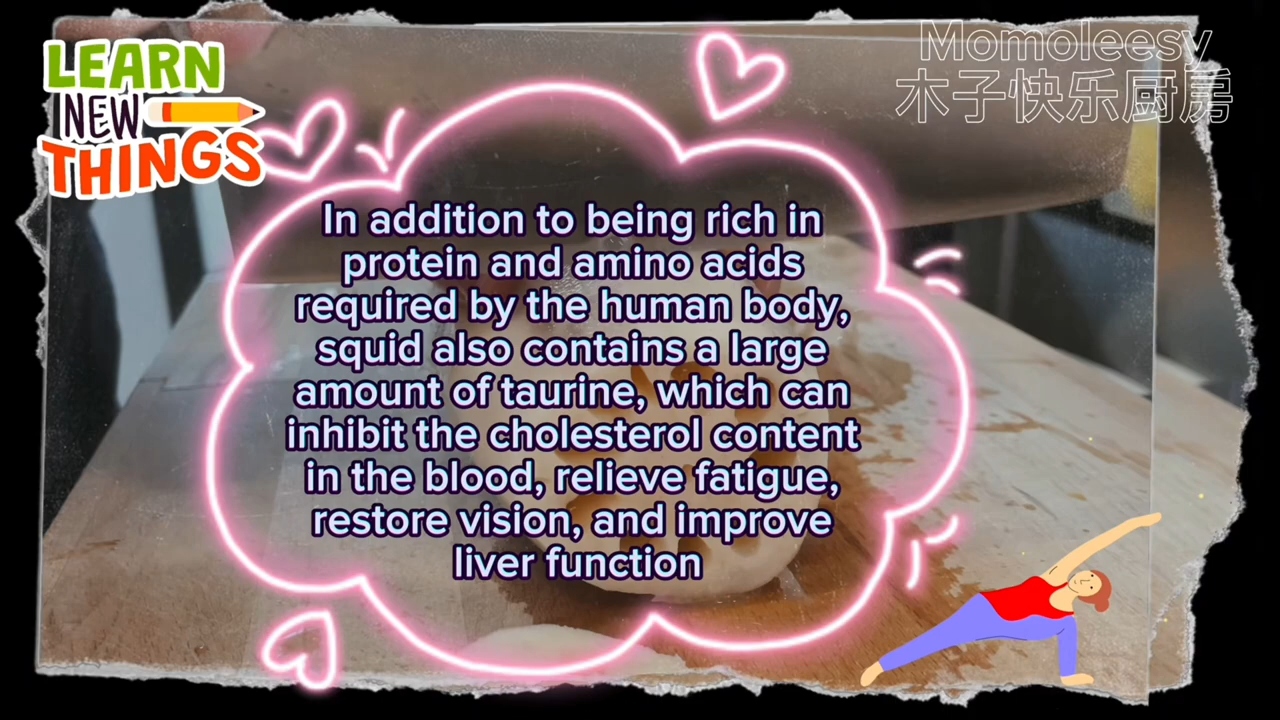 LEARN
NEW
THINGS
Momoleesy
木子快乐厨房
In addition to being rich in
protein and amino acids
required by the human body,
squid also contains a large
amount of taurine, which can
inhibit the cholesterol content
in the blood, relieve fatigue,
restore vision, and improve
liver function